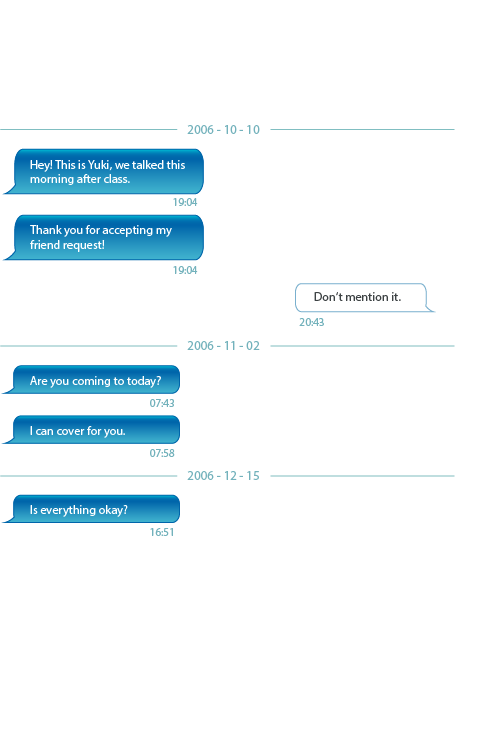 2006 - 10 - 10
Hey! This is Yuki, we talked this
morning after class.
19:04
Thank you for accepting my
friend request!
19:04
Don't mention it.
20:43
2006 - 11 - 02
Are you coming to today?
07:43
I can cover for you.
07:58
2006 - 12 - 15
Is everything okay?
16:51